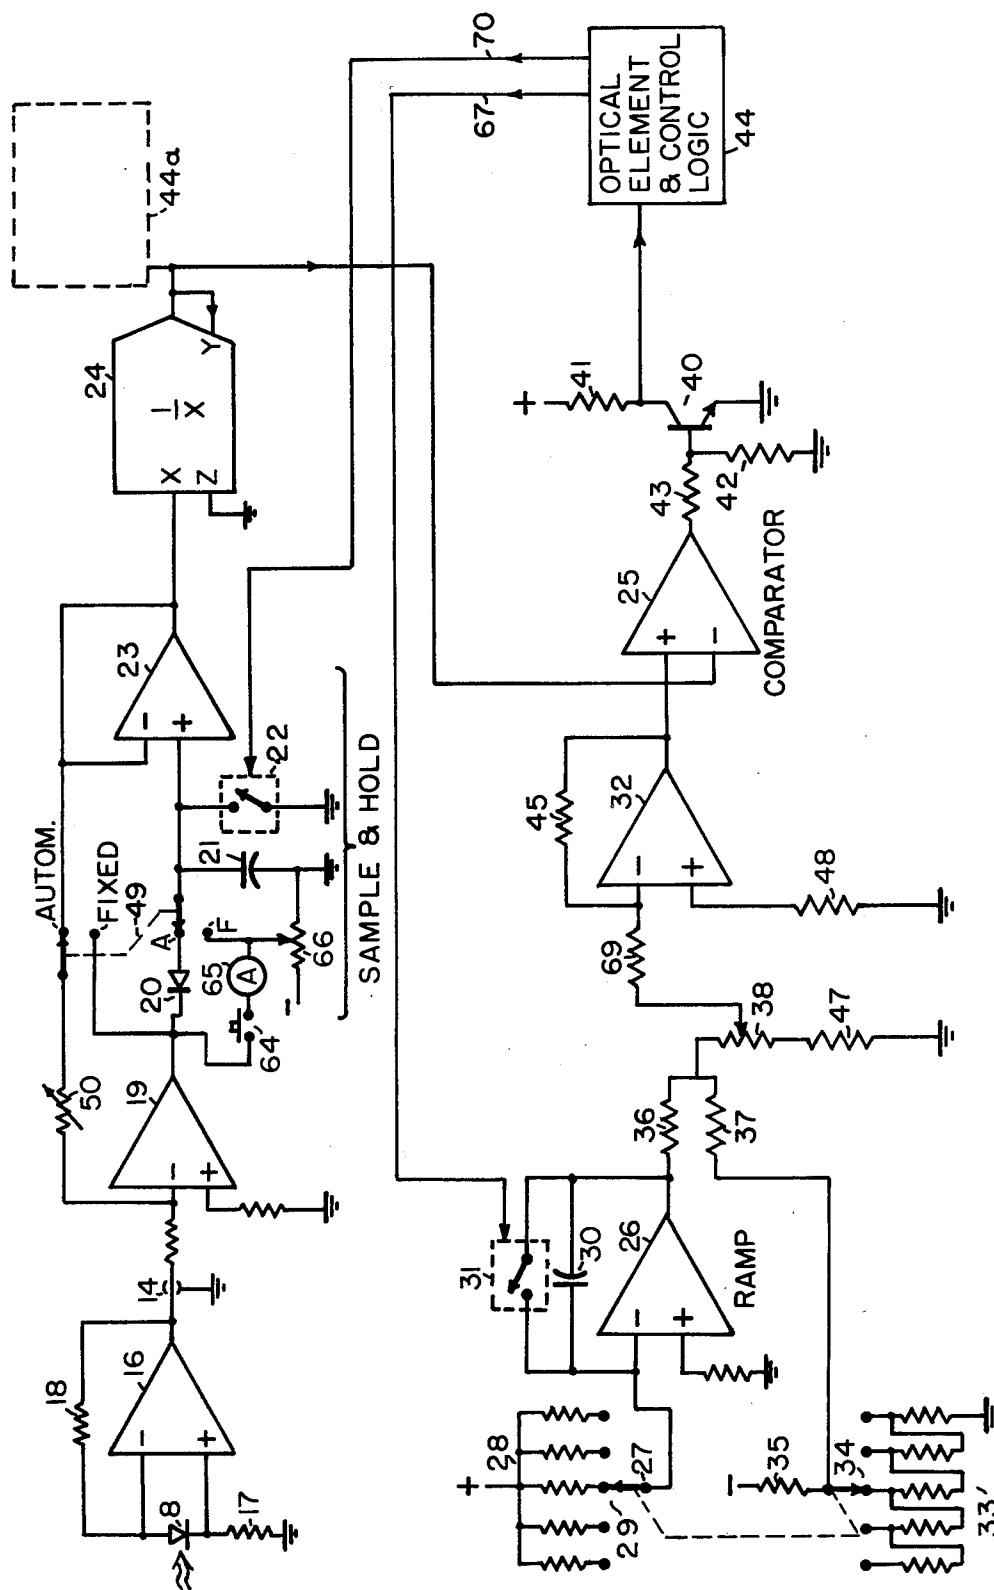 18
16
8
17
14
50
19
AUTOM.
FIXED
49
A
20
F
A
65
64
66
21
22
SAMPLE & HOLD
23
24
X
Z
Y
1
X
44a
70
67
OPTICAL
ELEMENT
& CONTROL
LOGIC
44
41
40
42
43
25
COMPARATOR
45
32
48
69
38
47
36
37
31
30
26
RAMP
28
27
29
35
34
33'
+
-